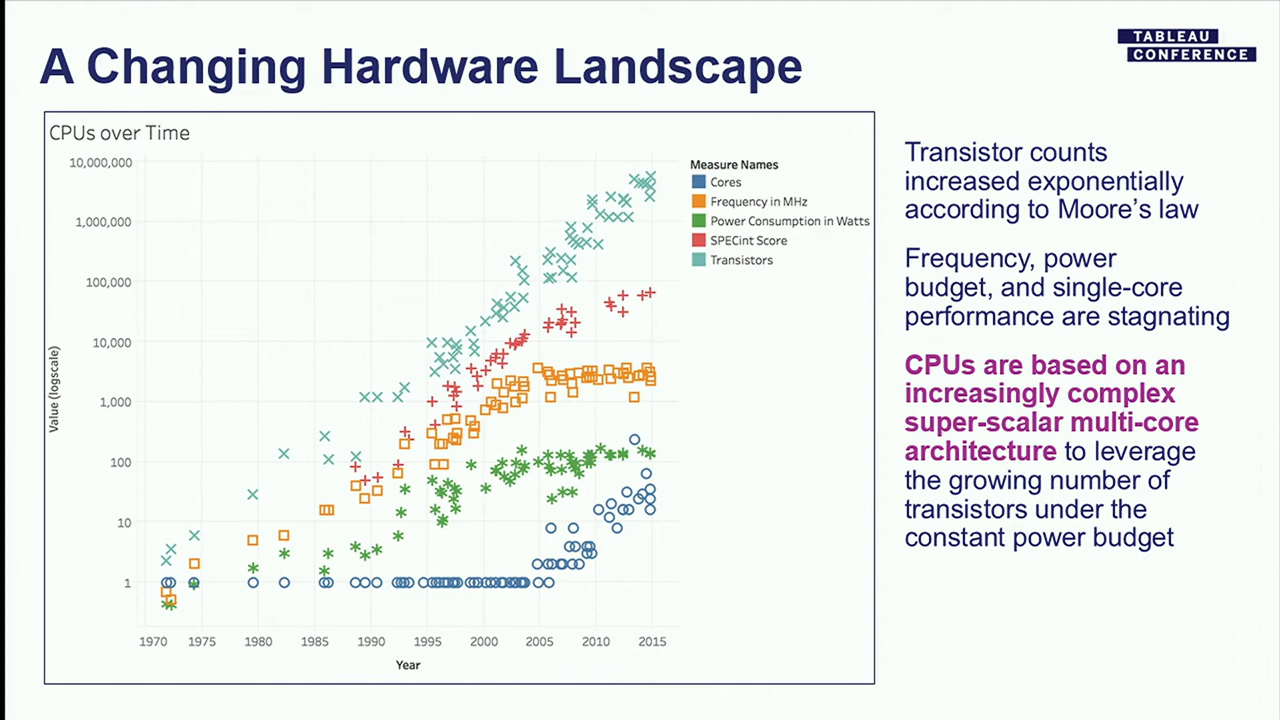 A Changing Hardware Landscape
TABLEAU
CONFERENCE
CPUs over Time
10,000,000
1,000,000
100,000
10,000
1,000
100
10
1
Value (logscale)
1970 1975 1980 1985 1990 1995 2000 2005 2010 2015
Year
Measure Names
Cores
Frequency in MHz
Power Consumption in Watts
SPECint Score
Transistors
Transistor counts
increased exponentially
according to Moore's law
Frequency, power
budget, and single-core
performance are stagnating
CPUs are based on an
increasingly complex
super-scalar multi-core
architecture to leverage
the growing number of
transistors under the
constant power budget